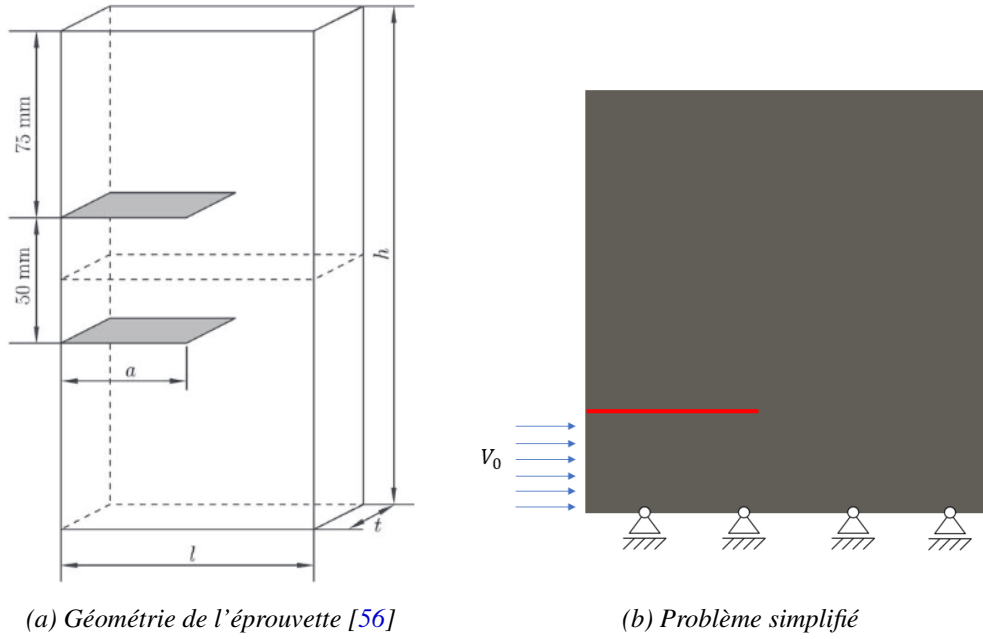 75 mm
50 mm
h
a
t
l
V₀
(a) Géométrie de l'éprouvette [56]
(b) Problème simplifié